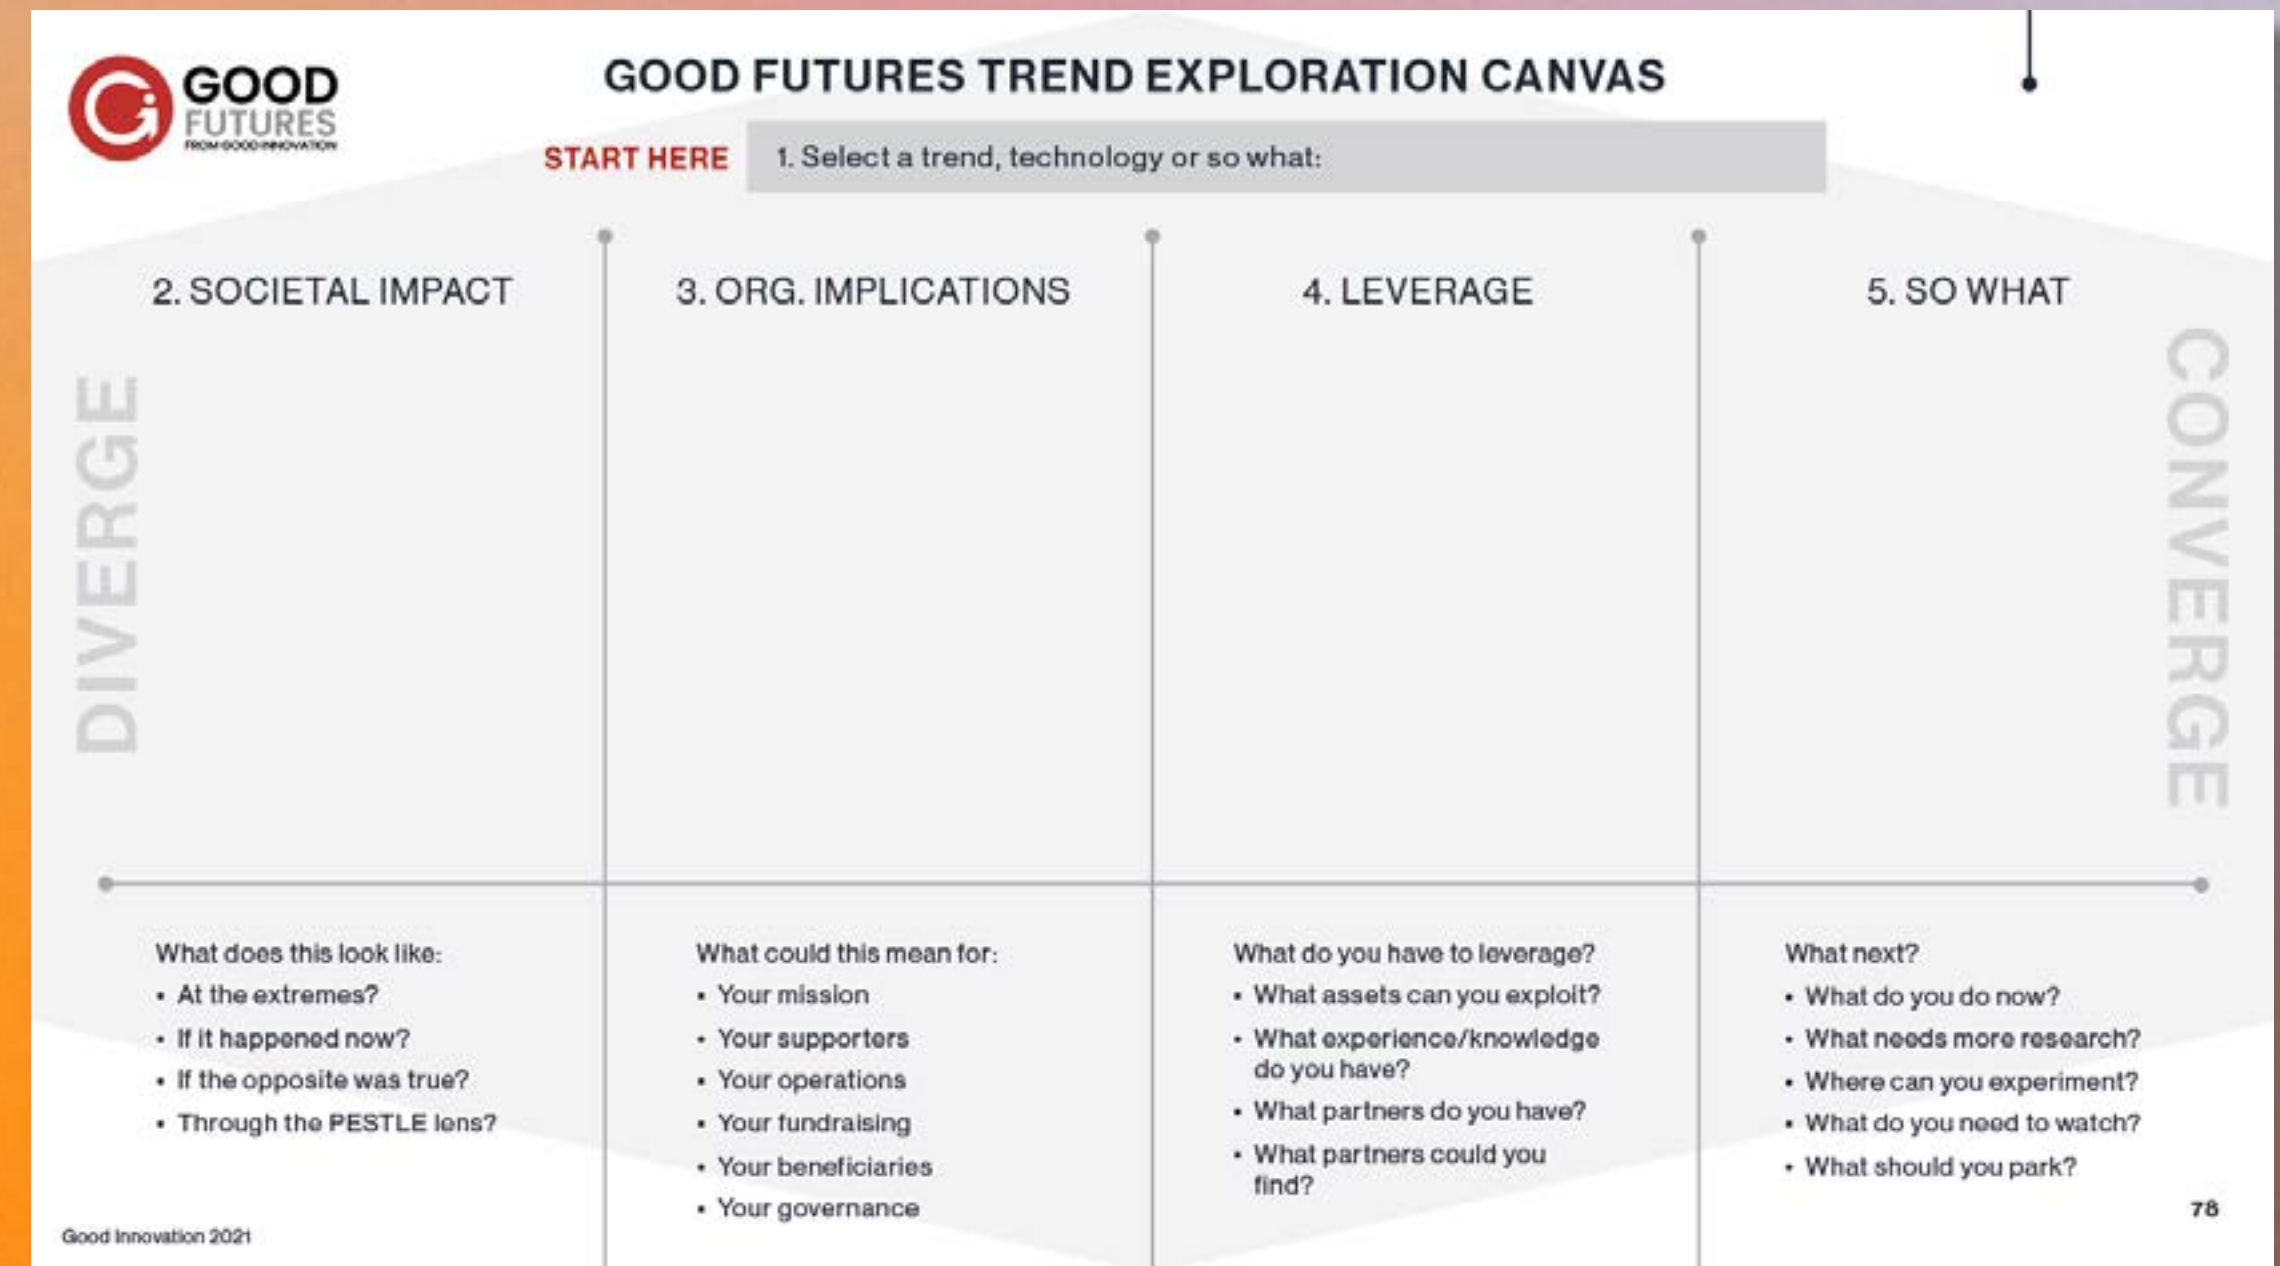 GOOD
FUTURES
FROM GOOD INNOVATION
GOOD FUTURES TREND EXPLORATION CANVAS
START HERE
1. Select a trend, technology or so what:
2. SOCIETAL IMPACT
3. ORG. IMPLICATIONS
4. LEVERAGE
5. SO WHAT
DIVERGE
CONVERGE
What does this look like:
▪ At the extremes?
▪ If it happened now?
▪ If the opposite was true?
▪ Through the PESTLE lens?
What could this mean for:
▪ Your mission
▪ Your supporters
▪ Your operations
▪ Your fundraising
▪ Your beneficiaries
▪ Your governance
What do you have to leverage?
▪ What assets can you exploit?
▪ What experience/knowledge
do you have?
▪ What partners do you have?
▪ What partners could you
find?
What next?
▪ What do you do now?
▪ What needs more research?
▪ Where can you experiment?
▪ What do you need to watch?
▪ What should you park?
Good Innovation 2021
78